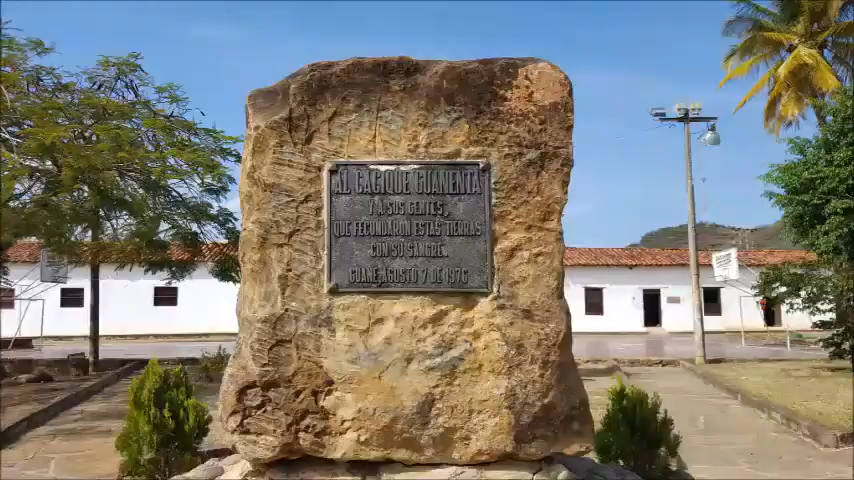 AL CACIQUE GUANENTA
Y A SUS GENTES,
QUE FECUNDARON ESTAS TIERRAS
CON SU SANGRE.
GUANE, AGOSTO 7 DE 1976